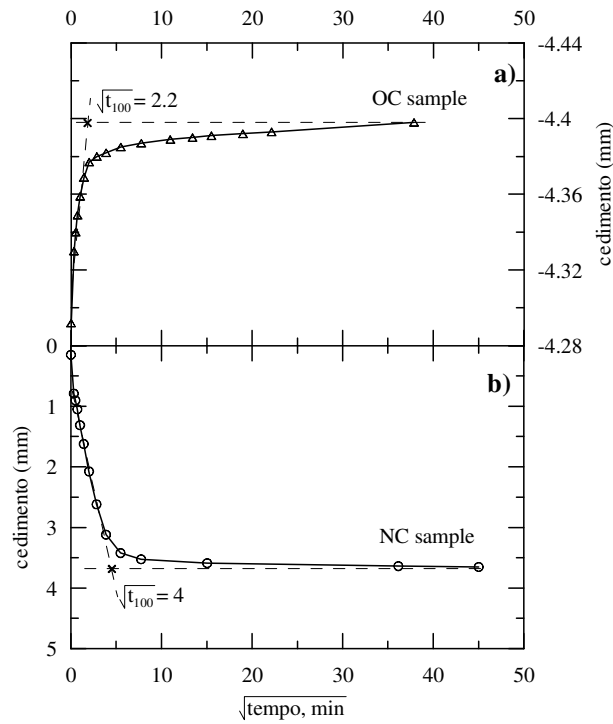 0 10 20 30 40 50
-4.44
a)
√t100 = 2.2
OC sample
-4.4
-4.36
cedimento (mm)
-4.32
0
-4.28
b)
1
2
cedimento (mm)
3
NC sample
4
√t100 = 4
5
0 10 20 30 40 50
√tempo, min